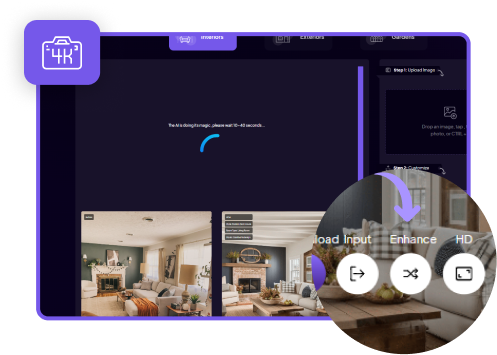 4K
Interiors
Exteriors
Gardens
Step 1: Upload Image
The AI is doing its magic, please wait 10 - 40 seconds...
Drop an image, tap,
photo, or CTRL
Step 2: Customize
load Input
Enhance
HD